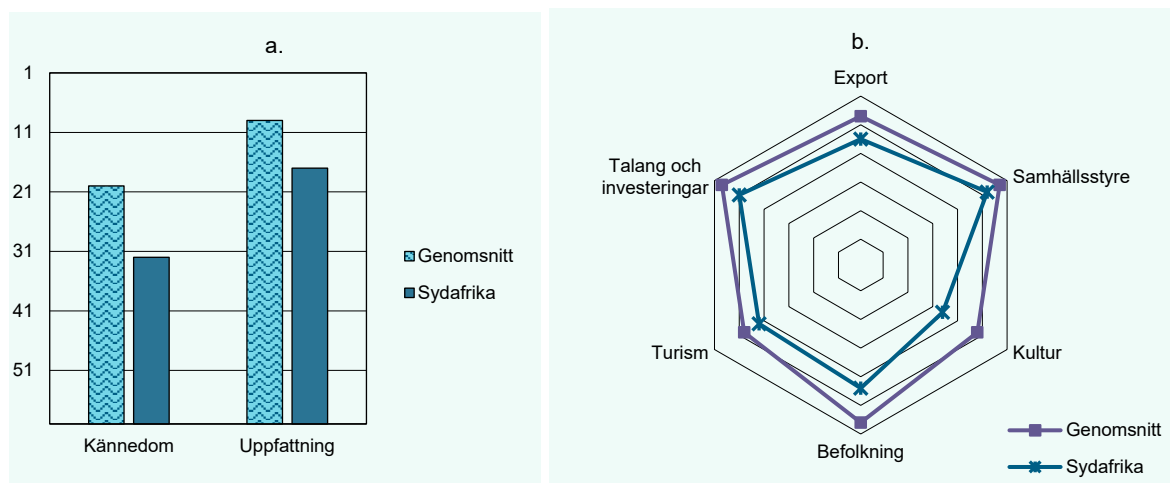 a.
1
11
21
31
41
51
Kännedom
Uppfattning
Genomsnitt
Sydafrika
b.
Export
Samhällsstyre
Kultur
Befolkning
Turism
Talang och
investeringar
Genomsnitt
Sydafrika